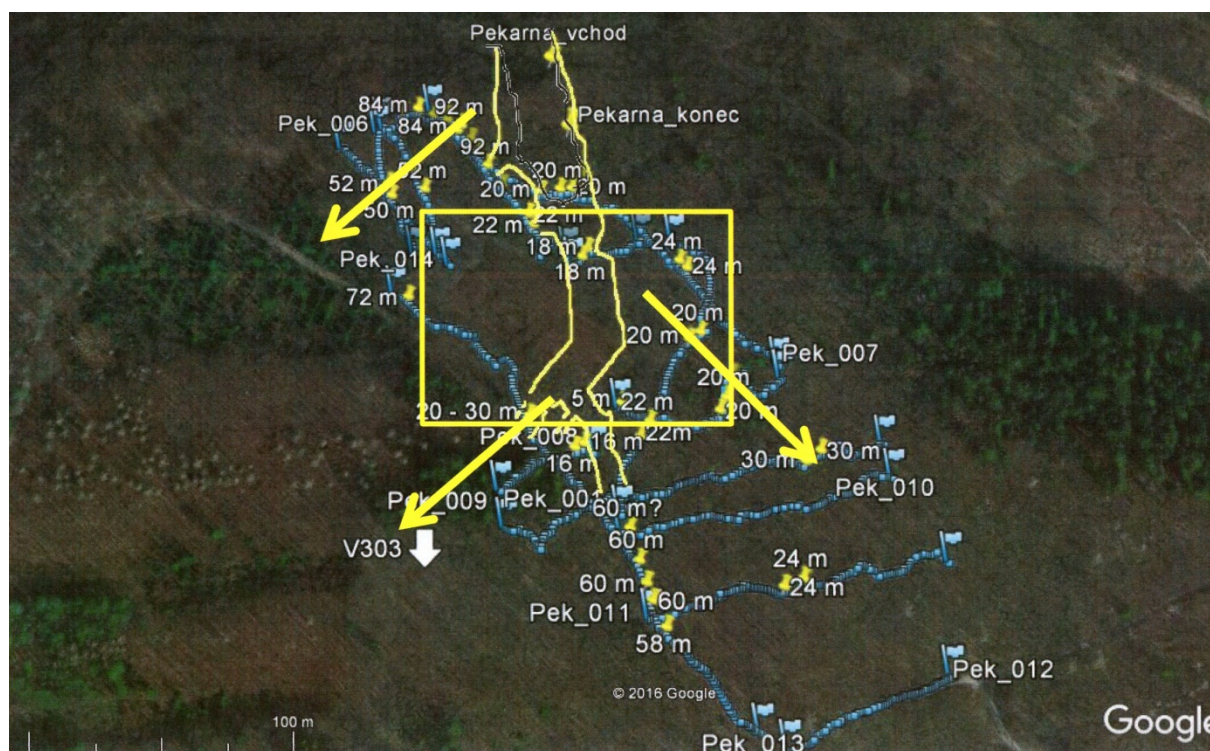 Pekarna_vchod
84 m
92 m
Pek_006
84 m
Pekarna_konec
92 m
52 m
20 m
52 m
20 m
20 m
50 m
22 m
22 m
18 m
24 m
Pek_014
18 m
24 m
72 m
20 m
20 m
Pek_007
20 m
5 m
22 m
20 - 30 m
20 m
Pek_008
16 m
22m
16 m
30 m
30 m
Pek_009
Pek_001
Pek_010
60 m?
V303
60 m
24 m
60 m
24 m
Pek_011
60 m
58 m
Pek_012
© 2016 Google
100 m
Pek_013
Google